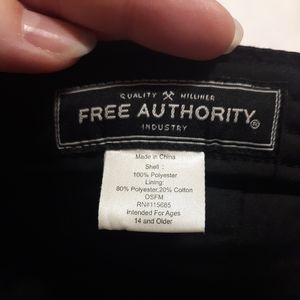 QUALITY MILLINER
FREE AUTHORITY®
INDUSTRY
Made in China
Shell :
100% Polyester
Lining:
80% Polyester,20% Cotton
OSFM
RN#115685
Intended For Ages
14 and Older